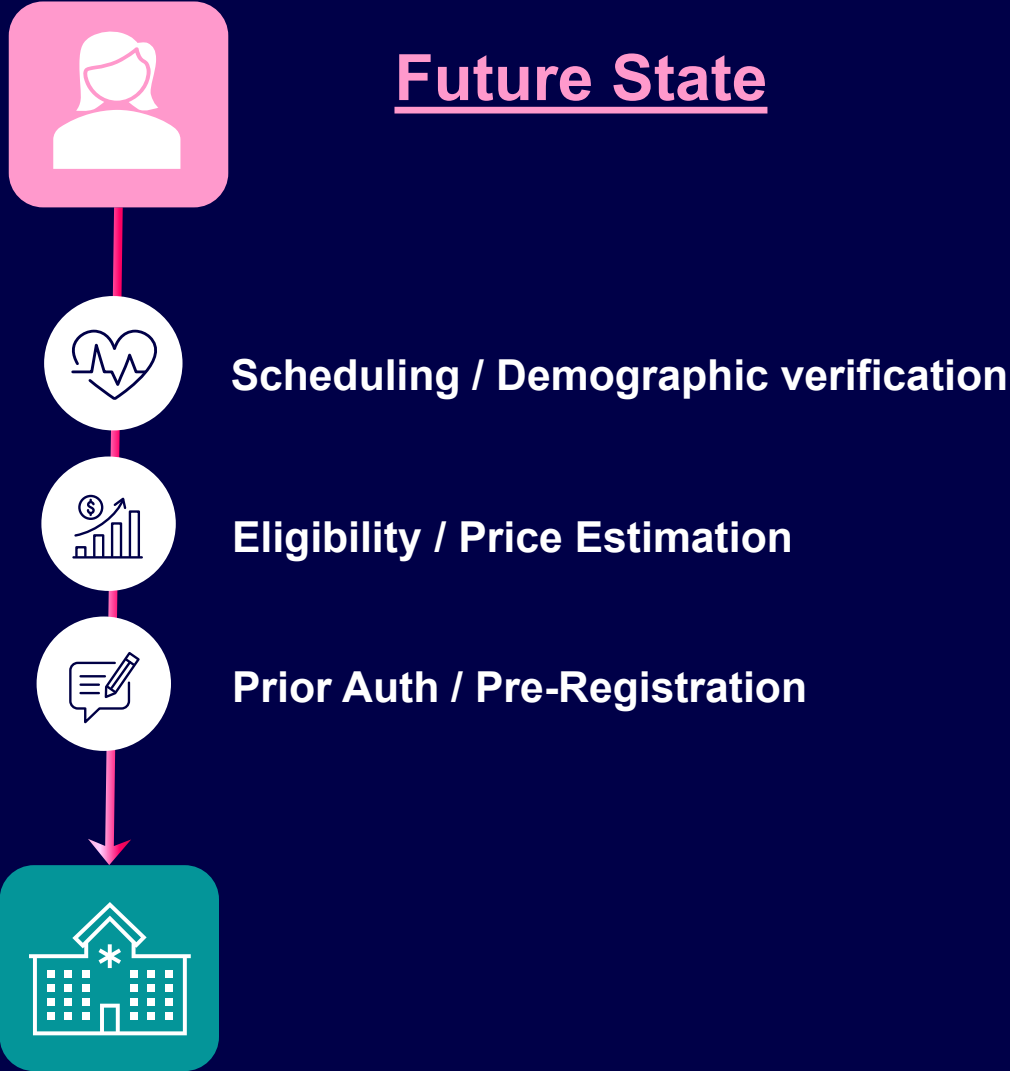 Future State
Scheduling / Demographic verification
Eligibility / Price Estimation
Prior Auth / Pre-Registration